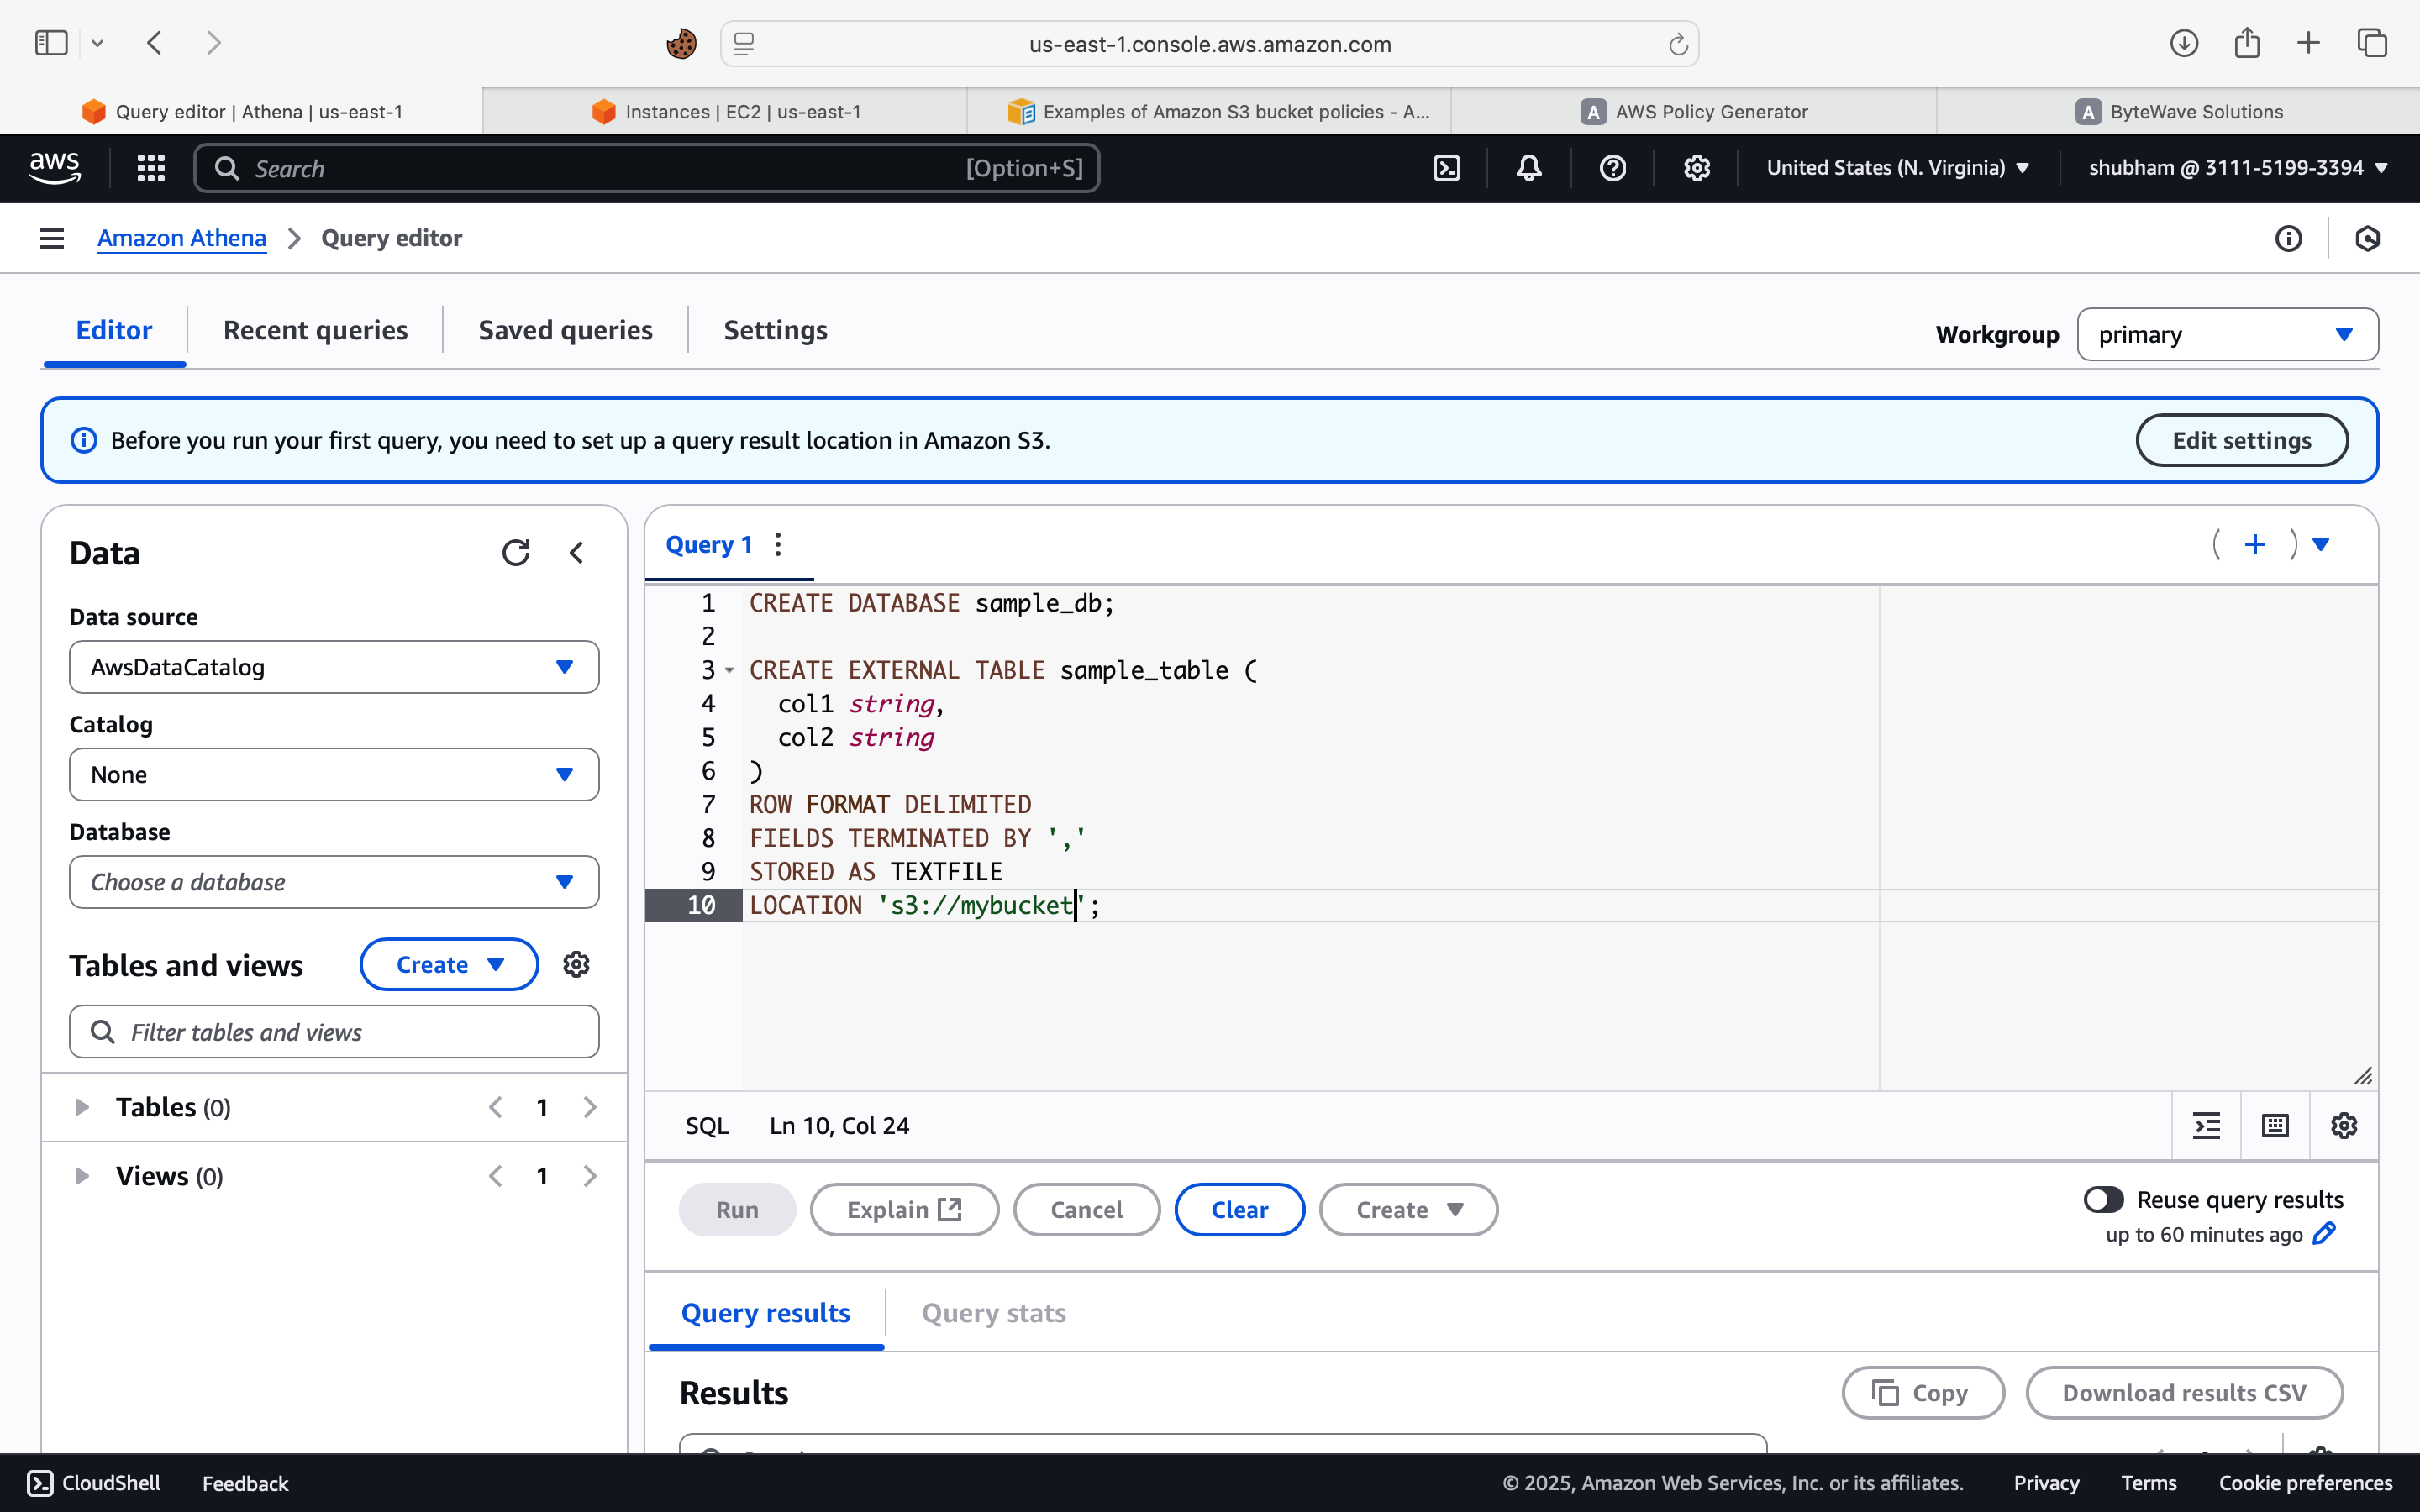 us-east-1.console.aws.amazon.com
Query editor | Athena | us-east-1
Instances | EC2 | us-east-1
Examples of Amazon S3 bucket policies - A...
A AWS Policy Generator
A ByteWave Solutions
aws
Search
[Option+S]
United States (N. Virginia)
shubham @ 3111-5199-3394
Amazon Athena
Query editor
Editor
Recent queries
Saved queries
Settings
Workgroup
primary
Before you run your first query, you need to set up a query result location in Amazon S3.
Edit settings
Data
Data source
AwsDataCatalog
Catalog
None
Database
Choose a database
Tables and views
Create
Filter tables and views
Tables (0)
1
Views (0)
1
Query 1
1 CREATE DATABASE sample_db;
2
3 CREATE EXTERNAL TABLE sample_table (
4 col1 string,
5 col2 string
6 )
7 ROW FORMAT DELIMITED
8 FIELDS TERMINATED BY ','
9 STORED AS TEXTFILE
10 LOCATION 's3://mybucket';
SQL
Ln 10, Col 24
Run
Explain
Cancel
Clear
Create
Reuse query results
up to 60 minutes ago
Query results
Query stats
Results
Copy
Download results CSV
CloudShell
Feedback
© 2025, Amazon Web Services, Inc. or its affiliates.
Privacy
Terms
Cookie preferences